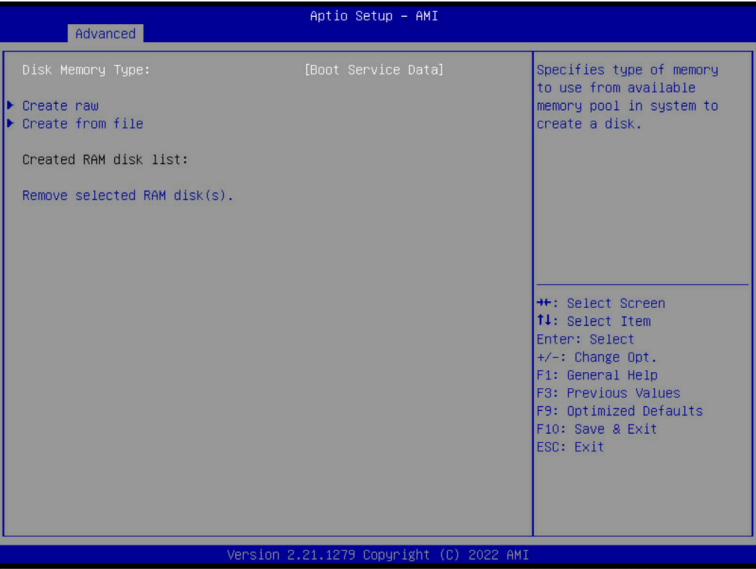 Aptio Setup – AMI
Advanced
Disk Memory Type: [Boot Service Data]
Create raw
Create from file
Created RAM disk list:
Remove selected RAM disk(s).
Specifies type of memory
to use from available
memory pool in system to
create a disk.
→←: Select Screen
↑↓: Select Item
Enter: Select
+/-: Change Opt.
F1: General Help
F3: Previous Values
F9: Optimized Defaults
F10: Save & Exit
ESC: Exit
Version 2.21.1279 Copyright (C) 2022 AMI